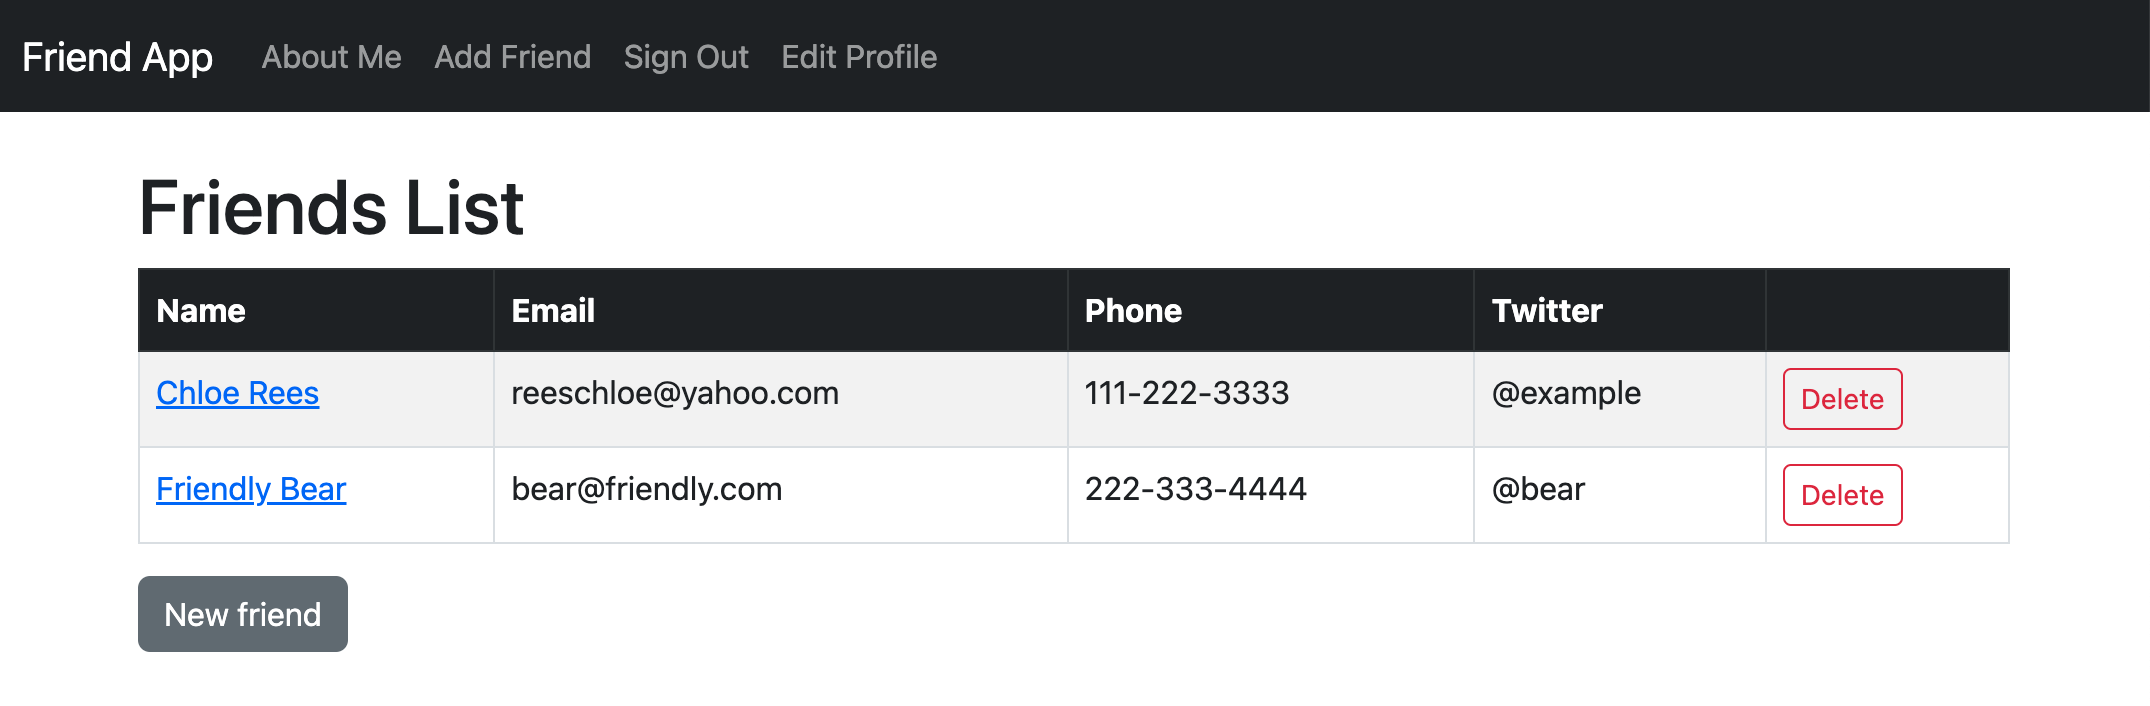 Friend App About Me Add Friend Sign Out Edit Profile
Friends List
Name Email Phone Twitter
Chloe Rees reeschloe@yahoo.com 111-222-3333 @example Delete
Friendly Bear bear@friendly.com 222-333-4444 @bear Delete
New friend